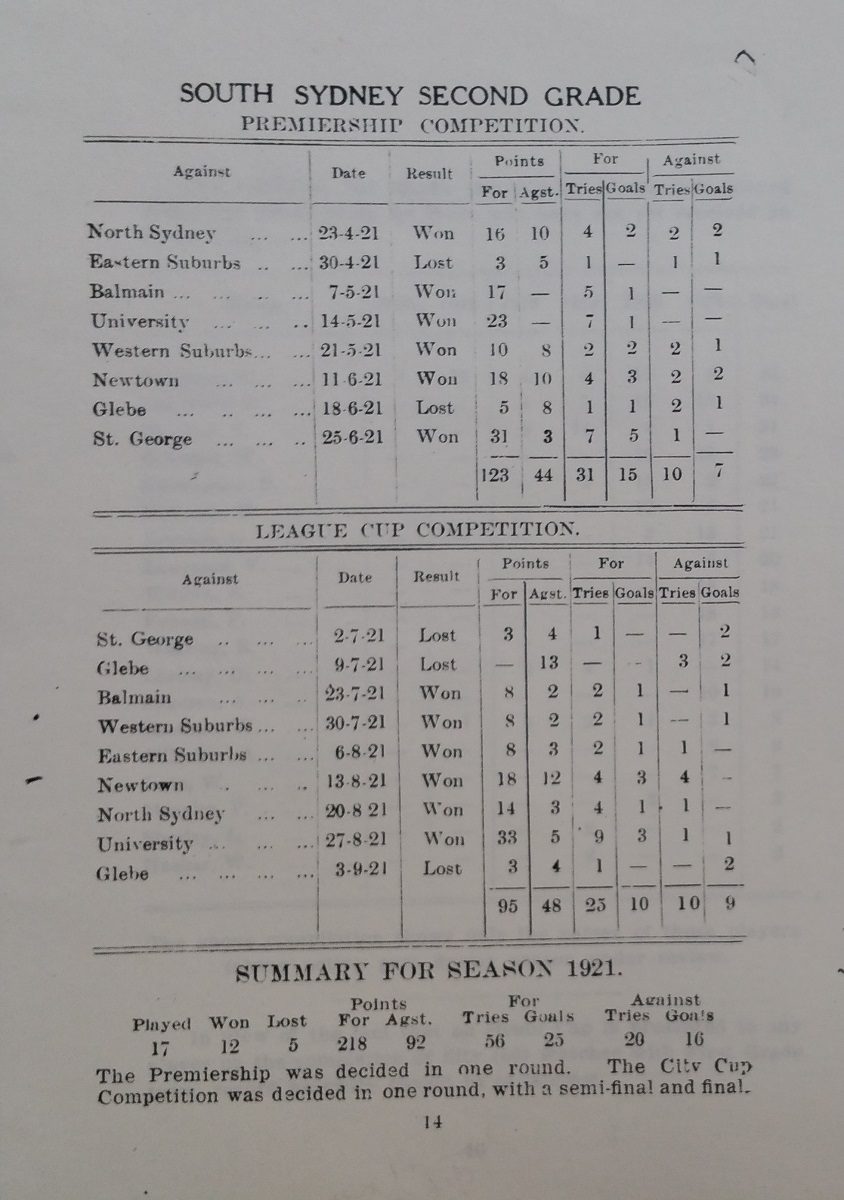 SOUTH SYDNEY SECOND GRADE
PREMIERSHIP COMPETITION.
Against Date Result Points For Against
For Agst. Tries Goals Tries Goals
North Sydney ... ... 23-4-21 Won 16 10 4 2 2 2
Eastern Suburbs .. ... 30-4-21 Lost 3 5 1 — 1 1
Balmain ... ... .. ... 7-5-21 Won 17 — 5 1 — —
University ... ... .. 14-5-21 Won 23 — 7 1 — —
Western Suburbs... ... 21-5-21 Won 10 8 2 2 2 1
Newtown ... ... ... 11-6-21 Won 18 10 4 3 2 2
Glebe ... .. ... ... 18-6-21 Lost 5 8 1 1 2 1
St. George ... ... .. 25-6-21 Won 31 3 7 5 1 —
123 44 31 15 10 7
LEAGUE CUP COMPETITION.
Against Date Result Points For Against
For Agst. Tries Goals Tries Goals
St. George .. ... ... 2-7-21 Lost 3 4 1 — — 2
Glebe ... ... ... ... 9-7-21 Lost — 13 — - 3 2
Balmain ... ... .. 23-7-21 Won 8 2 2 1 — 1
Western Suburbs ... ... 30-7-21 Won 8 2 2 1 — 1
Eastern Suburbs ... ... 6-8-21 Won 8 3 2 1 1 —
Newtown . ... .. 13-8-21 Won 18 12 4 3 4 -
North Sydney ... ... 20-8 21 Won 14 3 4 1 1 —
University ... ... ... 27-8-21 Won 33 5 9 3 1 1
Glebe ... ... ... ... 3-9-21 Lost 3 4 1 — — 2
95 48 25 10 10 9
SUMMARY FOR SEASON 1921.
Points For Against
Played Won Lost For Agst. Tries Goals Tries Goals
17 12 5 218 92 56 25 20 16
The Premiership was decided in one round. The City Cup
Competition was decided in one round, with a semi-final and final.
14